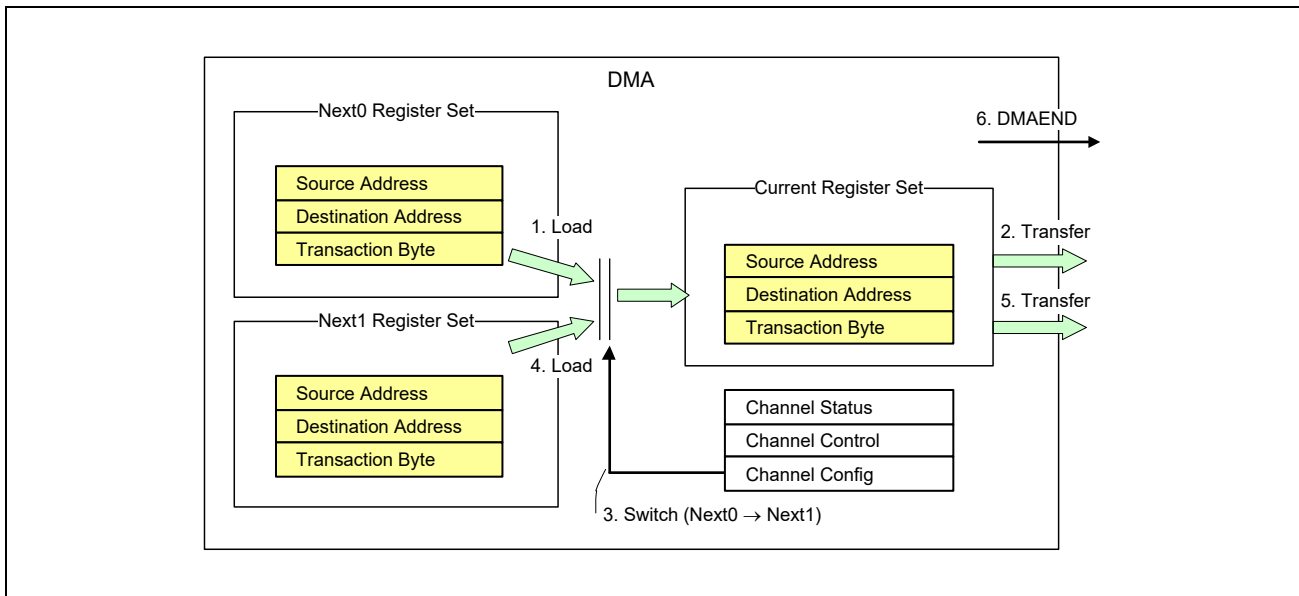 DMA
Next0 Register Set
6. DMAEND
Source Address
Destination Address
Transaction Byte
1. Load
Current Register Set
2. Transfer
Source Address
Destination Address
Transaction Byte
5. Transfer
Next1 Register Set
4. Load
Source Address
Destination Address
Transaction Byte
Channel Status
Channel Control
Channel Config
3. Switch (Next0 → Next1)